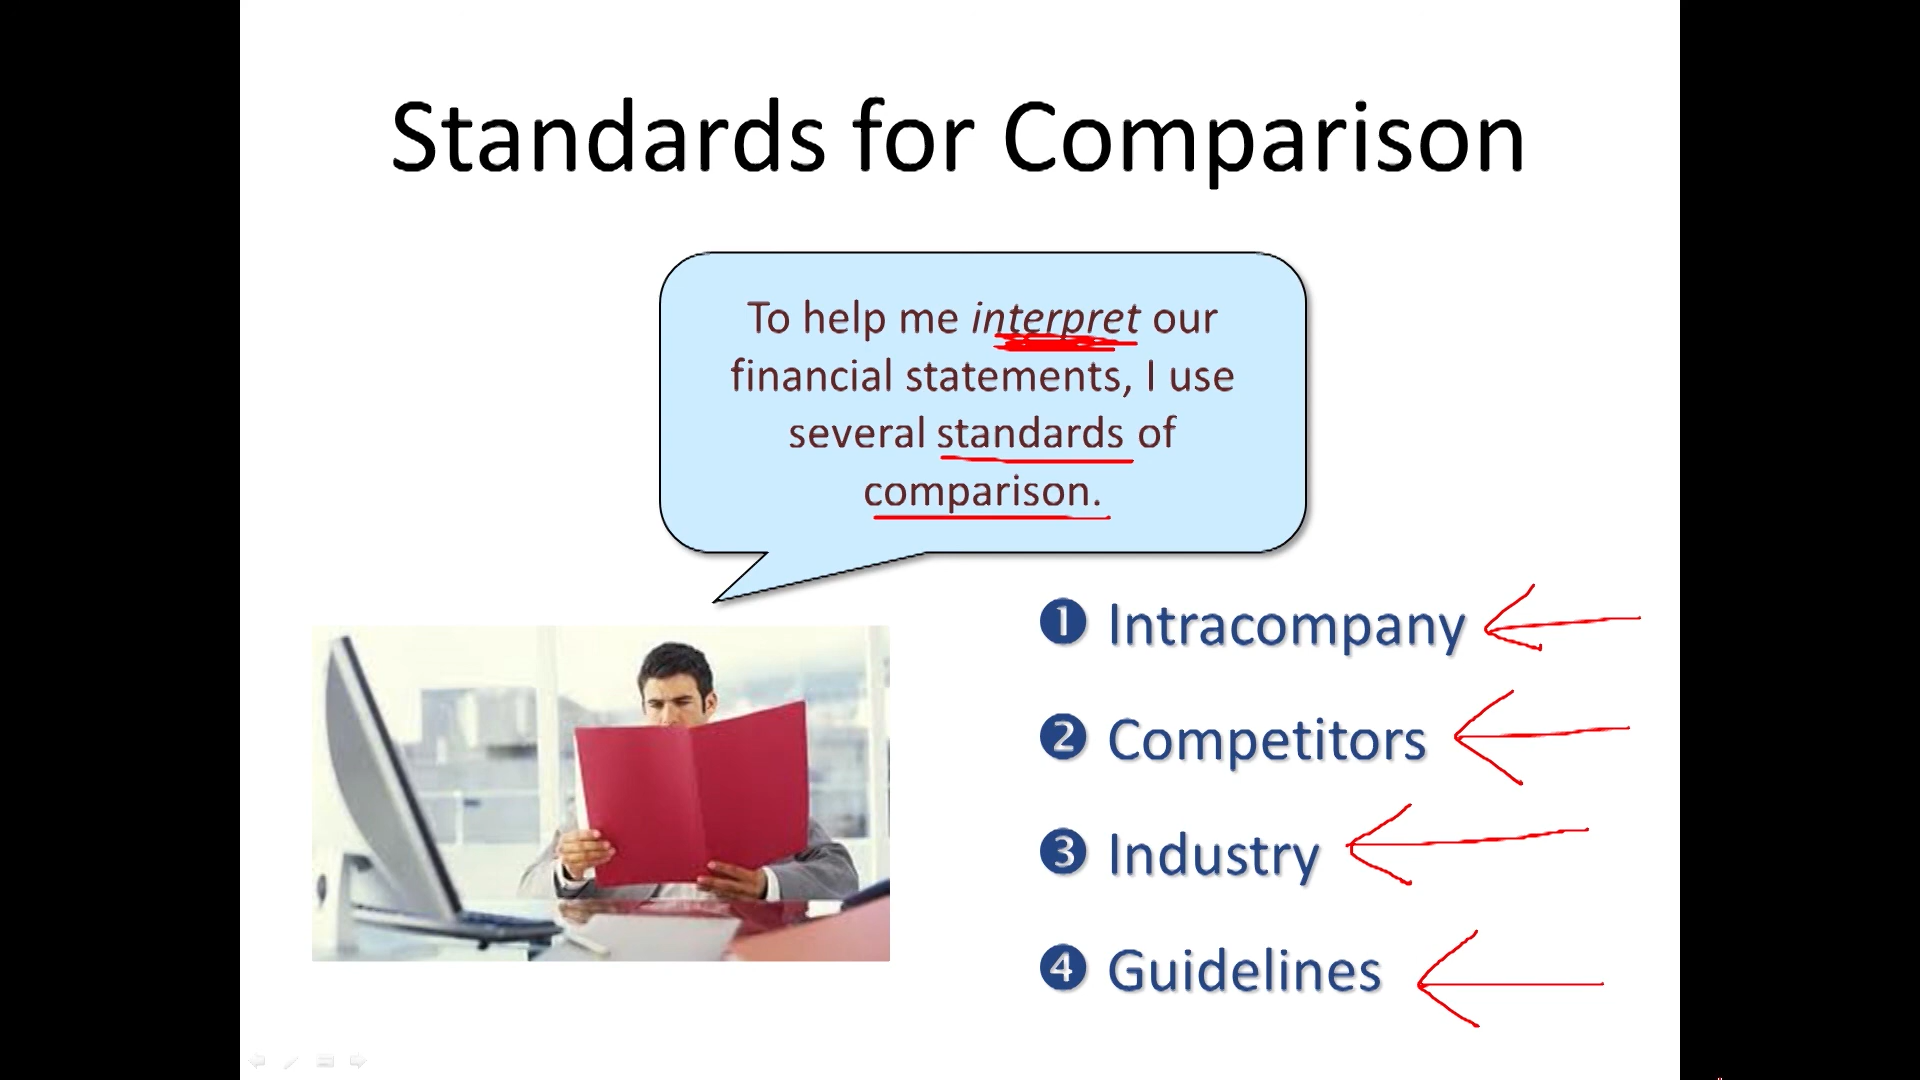 Standards for Comparison
To help me interpret our
financial statements, I use
several standards of
comparison.
❶ Intracompany
❷ Competitors
❸ Industry
❹ Guidelines